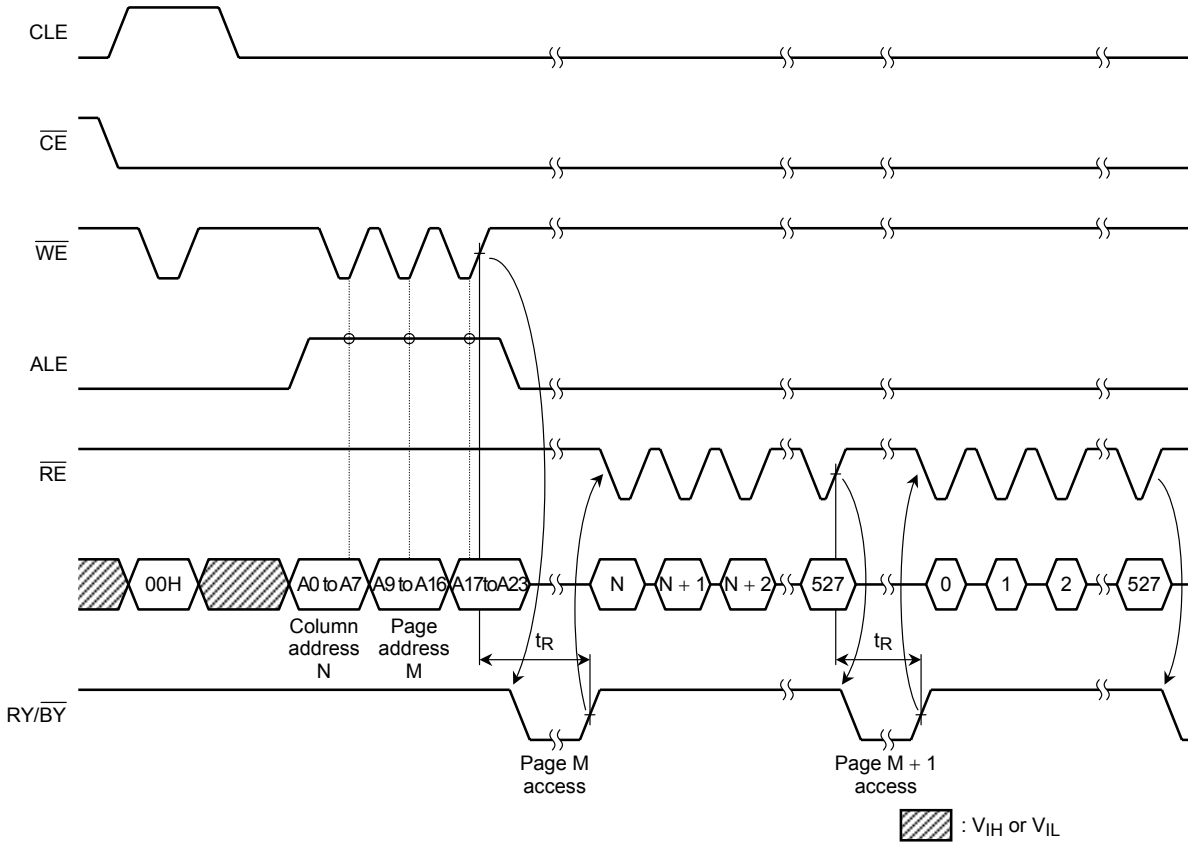 CLE
CE
WE
ALE
RE
00H A0 to A7 A9 to A16 A17 to A23 N N + 1 N + 2 527 0 1 2 527
Column address N
Page address M
tR
tR
RY/BY
Page M access
Page M + 1 access
: VIH or VIL